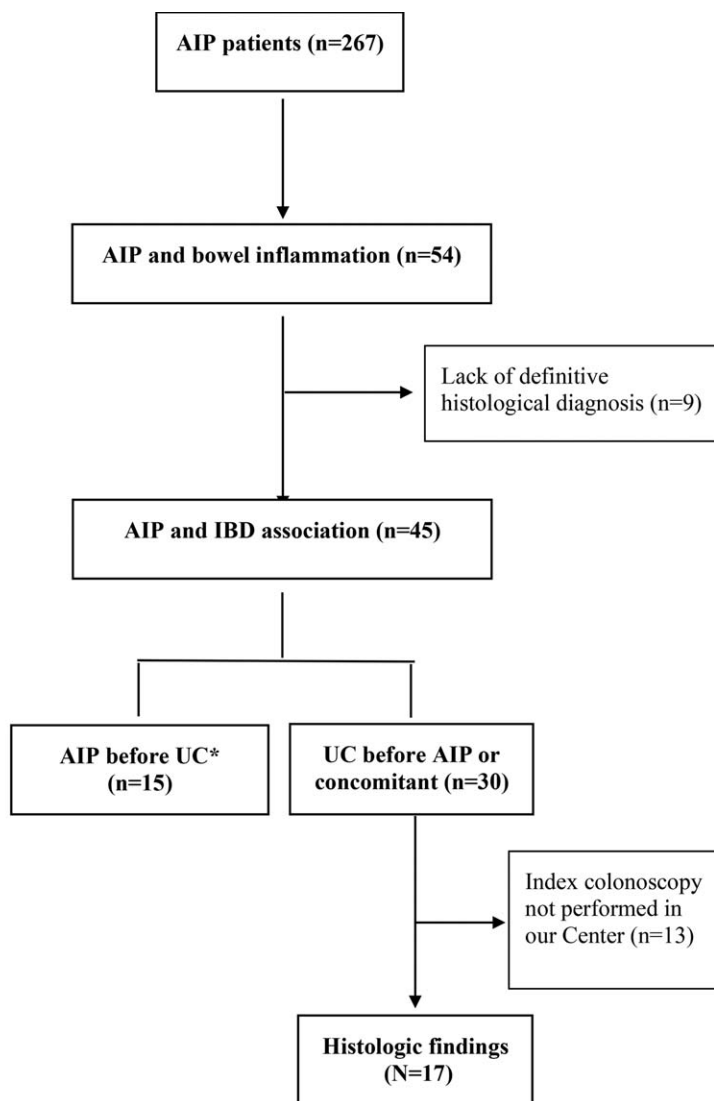 AIP patients (n=267)
AIP and bowel inflammation (n=54)
Lack of definitive
histological diagnosis (n=9)
AIP and IBD association (n=45)
AIP before UC*
(n=15)
UC before AIP or
concomitant (n=30)
Index colonoscopy
not performed in
our Center (n=13)
Histologic findings
(N=17)